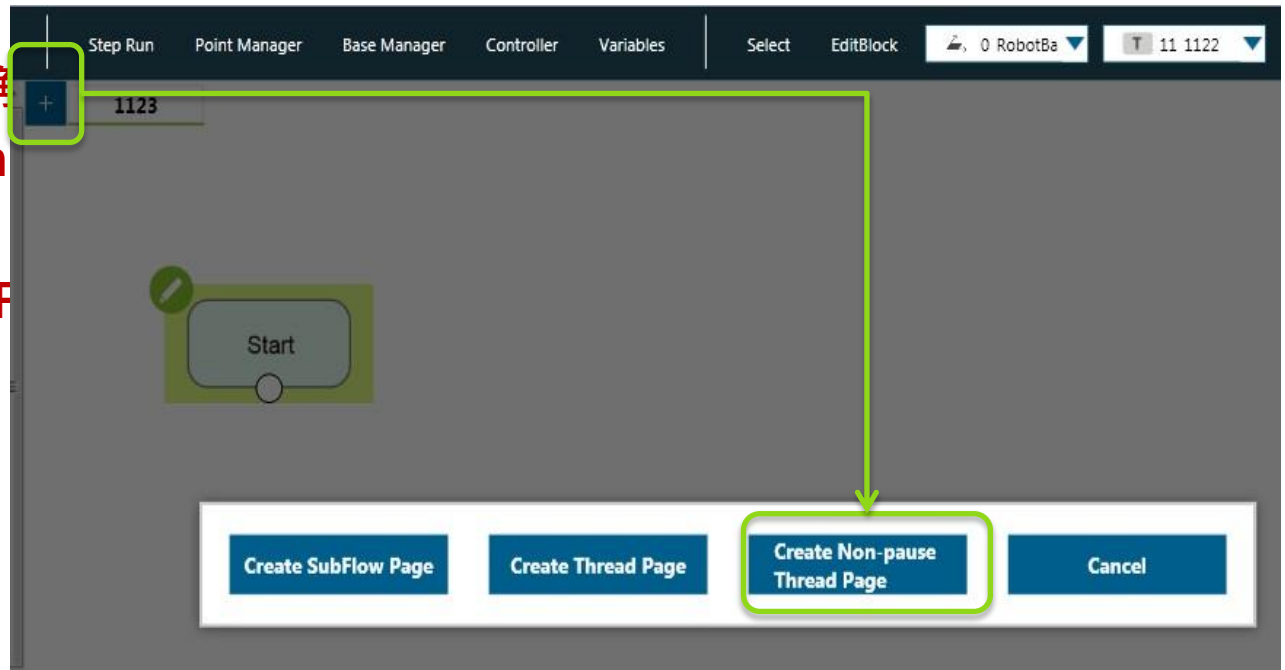 Step Run Point Manager Base Manager Controller Variables Select EditBlock 0 RobotBa T 11 1122
+ 1123
n
F
Start
Create SubFlow Page Create Thread Page Create Non-pause Thread Page Cancel